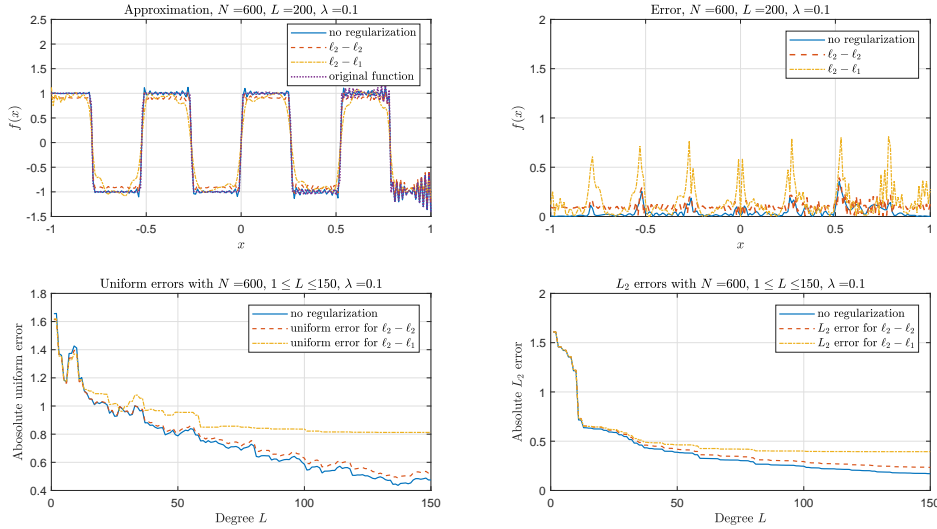 Approximation, N =600, L =200, λ =0.1
2.5
2
1.5
1
0.5
0
-0.5
-1
-1.5
f(x)
no regularization
ℓ2 − ℓ2
ℓ2 − ℓ1
original function
-1
-0.5
0
0.5
1
x
Error, N =600, L =200, λ =0.1
2
1.5
1
0.5
0
f(x)
no regularization
ℓ2 − ℓ2
ℓ2 − ℓ1
-1
-0.5
0
0.5
1
x
Uniform errors with N =600, 1 ≤ L ≤150, λ =0.1
1.8
1.6
1.4
1.2
1
0.8
0.6
0.4
Absolute uniform error
no regularization
uniform error for ℓ2 − ℓ2
uniform error for ℓ2 − ℓ1
0
50
100
150
Degree L
L2 errors with N =600, 1 ≤ L ≤150, λ =0.1
2
1.5
1
0.5
0
Absolute L2 error
no regularization
L2 error for ℓ2 − ℓ2
L2 error for ℓ2 − ℓ1
0
50
100
150
Degree L